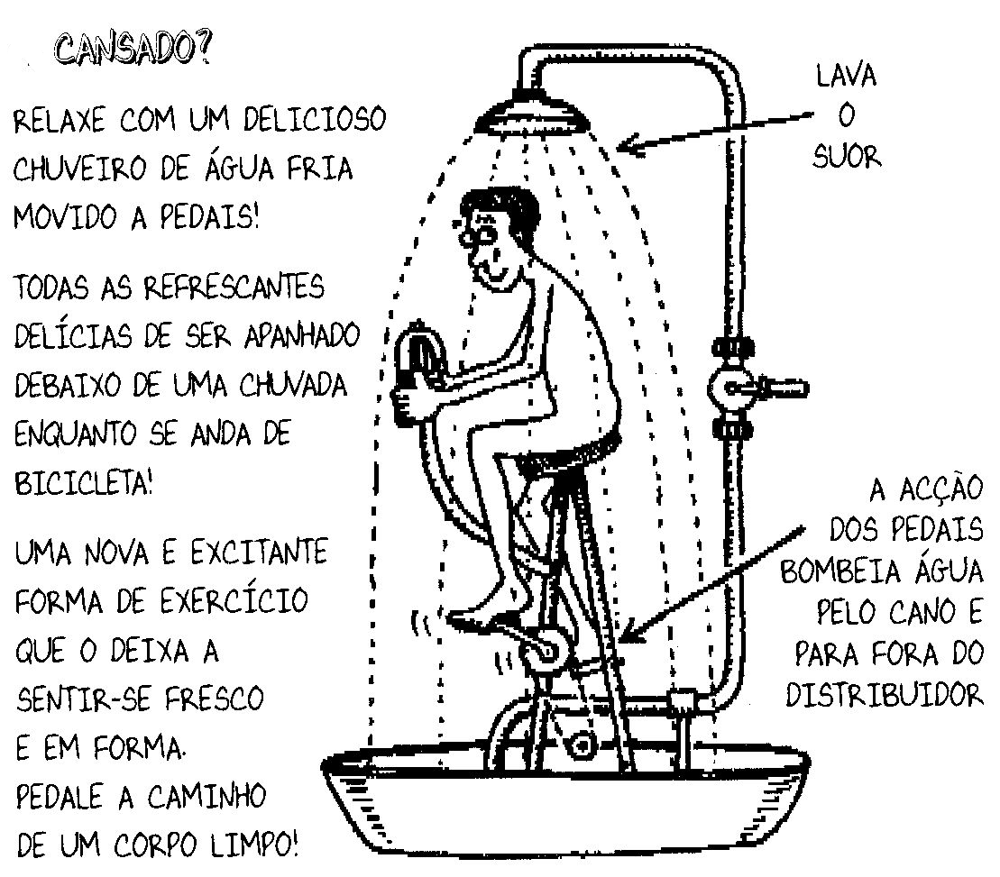 CANSADO?
RELAXE COM UM DELICIOSO
CHUVEIRO DE ÁGUA FRIA
MOVIDO A PEDAIS!
TODAS AS REFRESCANTES
DELÍCIAS DE SER APANHADO
DEBAIXO DE UMA CHUVADA
ENQUANTO SE ANDA DE
BICICLETA!
UMA NOVA E EXCITANTE
FORMA DE EXERCÍCIO
QUE O DEIXA A
SENTIR-SE FRESCO
E EM FORMA.
PEDALE A CAMINHO
DE UM CORPO LIMPO!
LAVA
O
SUOR
A ACÇÃO
DOS PEDAIS
BOMBEIA ÁGUA
PELO CANO E
PARA FORA DO
DISTRIBUIDOR